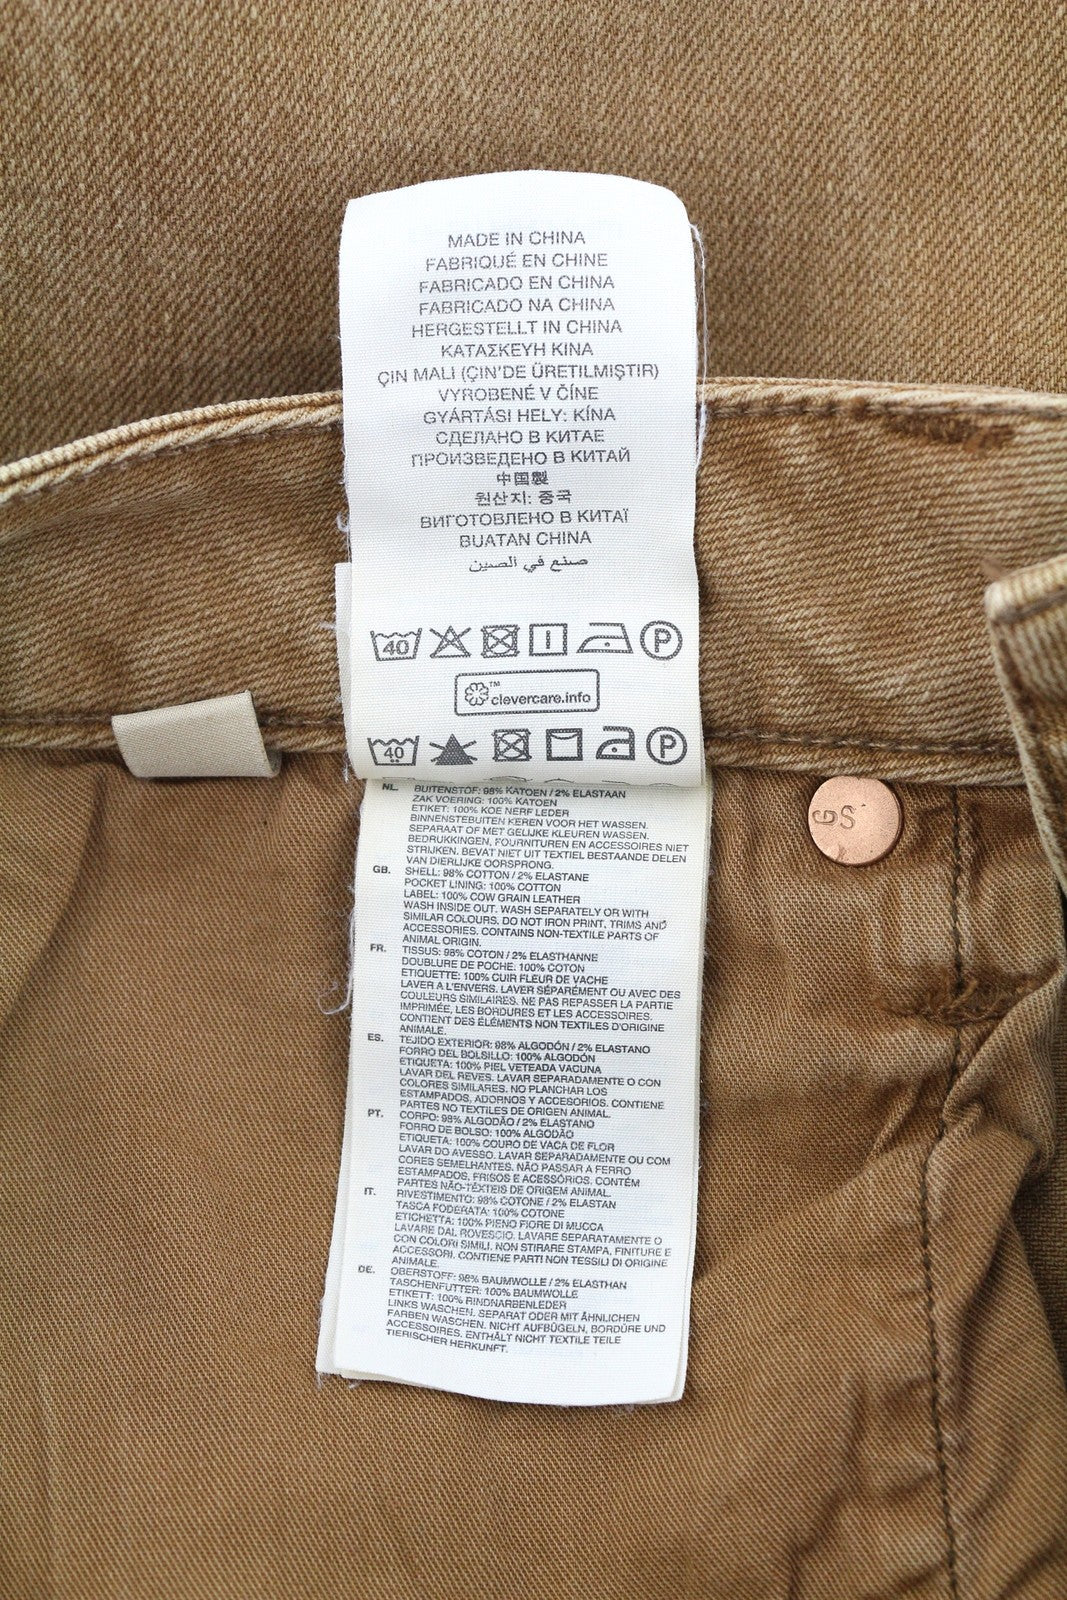 MADE IN CHINA
FABRIQUÉ EN CHINE
FABRICADO EN CHINA
FABRICADO NA CHINA
HERGESTELLT IN CHINA
ΚΑΤΑΣΚΕΥΗ ΚΙΝΑ
ÇIN MALI (ÇIN'DE ÜRETILMIŞTIR)
VYROBENÉ V ČÍNE
GYÁRTÁSI HELY: KÍNA
СДЕЛАНО В КИТАЕ
ПРОИЗВЕДЕНО В КИТАЙ
中国製
원산지: 중국
ВИГОТОВЛЕНО В КИТАЇ
BUATAN CHINA
صنع في الصين
40 P
™ clevercare.info
40 P
NL. BUITENSTOF: 98% KATOEN / 2% ELASTAAN
ZAK VOERING: 100% KATOEN
ETIKET: 100% KOE NERF LEDER
BINNENSTEBUITEN KEREN VOOR HET WASSEN.
SEPARAAT OF MET GELIJKE KLEUREN WASSEN.
BEDRUKKINGEN, FOURNITUREN EN ACCESSOIRES NIET
STRIJKEN. BEVAT NIET UIT TEXTIEL BESTAANDE DELEN
VAN DIERLIJKE OORSPRONG.
GB. SHELL: 98% COTTON / 2% ELASTANE
POCKET LINING: 100% COTTON
LABEL: 100% COW GRAIN LEATHER
WASH INSIDE OUT. WASH SEPARATELY OR WITH
SIMILAR COLOURS. DO NOT IRON PRINT, TRIMS AND
ACCESSORIES. CONTAINS NON-TEXTILE PARTS OF
ANIMAL ORIGIN.
FR. TISSUS: 98% COTON / 2% ELASTHANNE
DOUBLURE DE POCHE: 100% COTON
ETIQUETTE: 100% CUIR FLEUR DE VACHE
LAVER A L'ENVERS. LAVER SÉPARÉMENT OU AVEC DES
COULEURS SIMILAIRES. NE PAS REPASSER LA PARTIE
IMPRIMÉE, LES BORDURES ET LES ACCESSOIRES.
CONTIENT DES ÉLÉMENTS NON TEXTILES D'ORIGINE
ANIMALE.
ES. TEJIDO EXTERIOR: 98% ALGODÓN / 2% ELASTANO
FORRO DEL BOLSILLO: 100% ALGODÓN
ETIQUETA: 100% PIEL VETEADA VACUNA
LAVAR DEL REVES. LAVAR SEPARADAMENTE O CON
COLORES SIMILARES. NO PLANCHAR LOS
ESTAMPADOS, ADORNOS Y ACCESORIOS. CONTIENE
PARTES NO TEXTILES DE ORIGEN ANIMAL.
PT. CORPO: 98% ALGODÃO / 2% ELASTANO
FORRO DE BOLSO: 100% ALGODÃO
ETIQUETA: 100% COURO DE VACA DE FLOR
LAVAR DO AVESSO. LAVAR SEPARADAMENTE OU COM
CORES SEMELHANTES. NÃO PASSAR A FERRO
ESTAMPADOS, FRISOS E ACESSÓRIOS. CONTÉM
PARTES NÃO-TÊXTEIS DE ORIGEM ANIMAL.
IT. RIVESTIMENTO: 98% COTONE / 2% ELASTAN
TASCA FODERATA: 100% COTONE
ETICHETTA: 100% PIENO FIORE DI MUCCA
LAVARE DAL ROVESCIO. LAVARE SEPARATAMENTE O
CON COLORI SIMILI. NON STIRARE STAMPA, FINITURE E
ACCESSORI. CONTIENE PARTI NON TESSILI DI ORIGINE
ANIMALE.
DE. OBERSTOFF: 98% BAUMWOLLE / 2% ELASTHAN
TASCHENFUTTER: 100% BAUMWOLLE
ETIKETT: 100% RINDNARBENLEDER
LINKS WASCHEN. SEPARAT ODER MIT ÄHNLICHEN
FARBEN WASCHEN. NICHT AUFBÜGELN, BORDÜRE UND
ACCESSOIRES. ENTHÄLT NICHT TEXTILE TEILE
TIERISCHER HERKUNFT.
GS